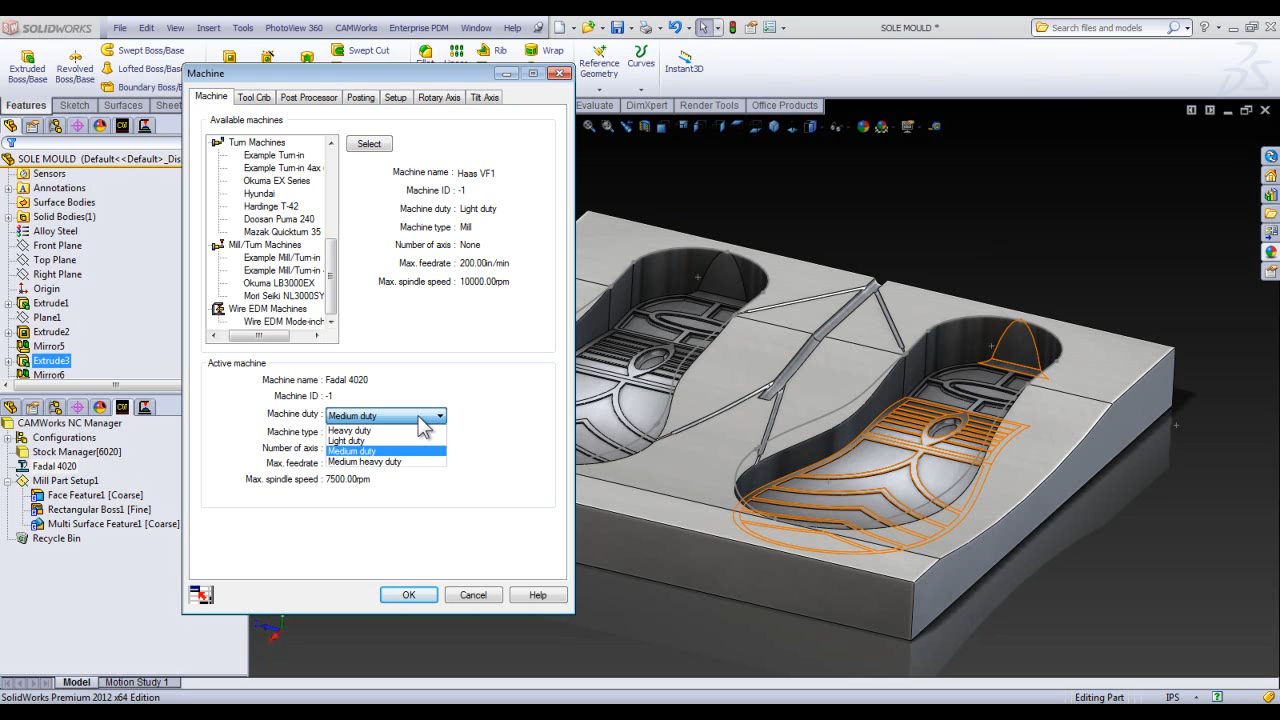 SOLIDWORKS File Edit View Insert Tools PhotoView 360 CAMWorks Enterprise PDM Window Help SOLE MOULD * Search files and models
Extruded Boss/Base
Revolved Boss/Base
Swept Boss/Base
Lofted Boss/Base
Boundary Boss/B
Swept Cut
Rib
Wrap
Reference Geometry
Curves
Instant3D
Features Sketch Surfaces Sheet Evaluate DimXpert Render Tools Office Products
SOLE MOULD (Default<<Default>_Dis
Sensors
Annotations
Surface Bodies
Solid Bodies(1)
Alloy Steel
Front Plane
Top Plane
Right Plane
Origin
Extrude1
Plane1
Extrude2
Mirror5
Extrude3
Mirror6
CAMWorks NC Manager
Configurations
Stock Manager[6020]
Fadal 4020
Mill Part Setup1
Face Feature1 [Coarse]
Rectangular Boss1 [Fine]
Multi Surface Feature1 [Coarse]
Recycle Bin
Machine
Machine Tool Crib Post Processor Posting Setup Rotary Axis Tilt Axis
Available machines
Turn Machines
Example Turn-in
Example Turn-in 4ax
Okuma EX Series
Hyundai
Hardinge T-42
Doosan Puma 240
Mazak Quickturn 35
Mill/Turn Machines
Example Mill/Turn-in
Example Mill/Turn-in
Okuma LB3000EX
Mori Seiki NL3000SY
Wire EDM Machines
Wire EDM Mode-inch
Select
Machine name : Haas VF1
Machine ID : -1
Machine duty : Light duty
Machine type : Mill
Number of axis : None
Max. feedrate : 200.00in/min
Max. spindle speed : 10000.00rpm
Active machine
Machine name : Fadal 4020
Machine ID : -1
Machine duty : Medium duty
Machine type : Heavy duty
Light duty
Number of axis : Medium duty
Max. feedrate : Medium heavy duty
Max. spindle speed : 7500.00rpm
OK Cancel Help
Model Motion Study 1
SolidWorks Premium 2012 x64 Edition Editing Part IPS